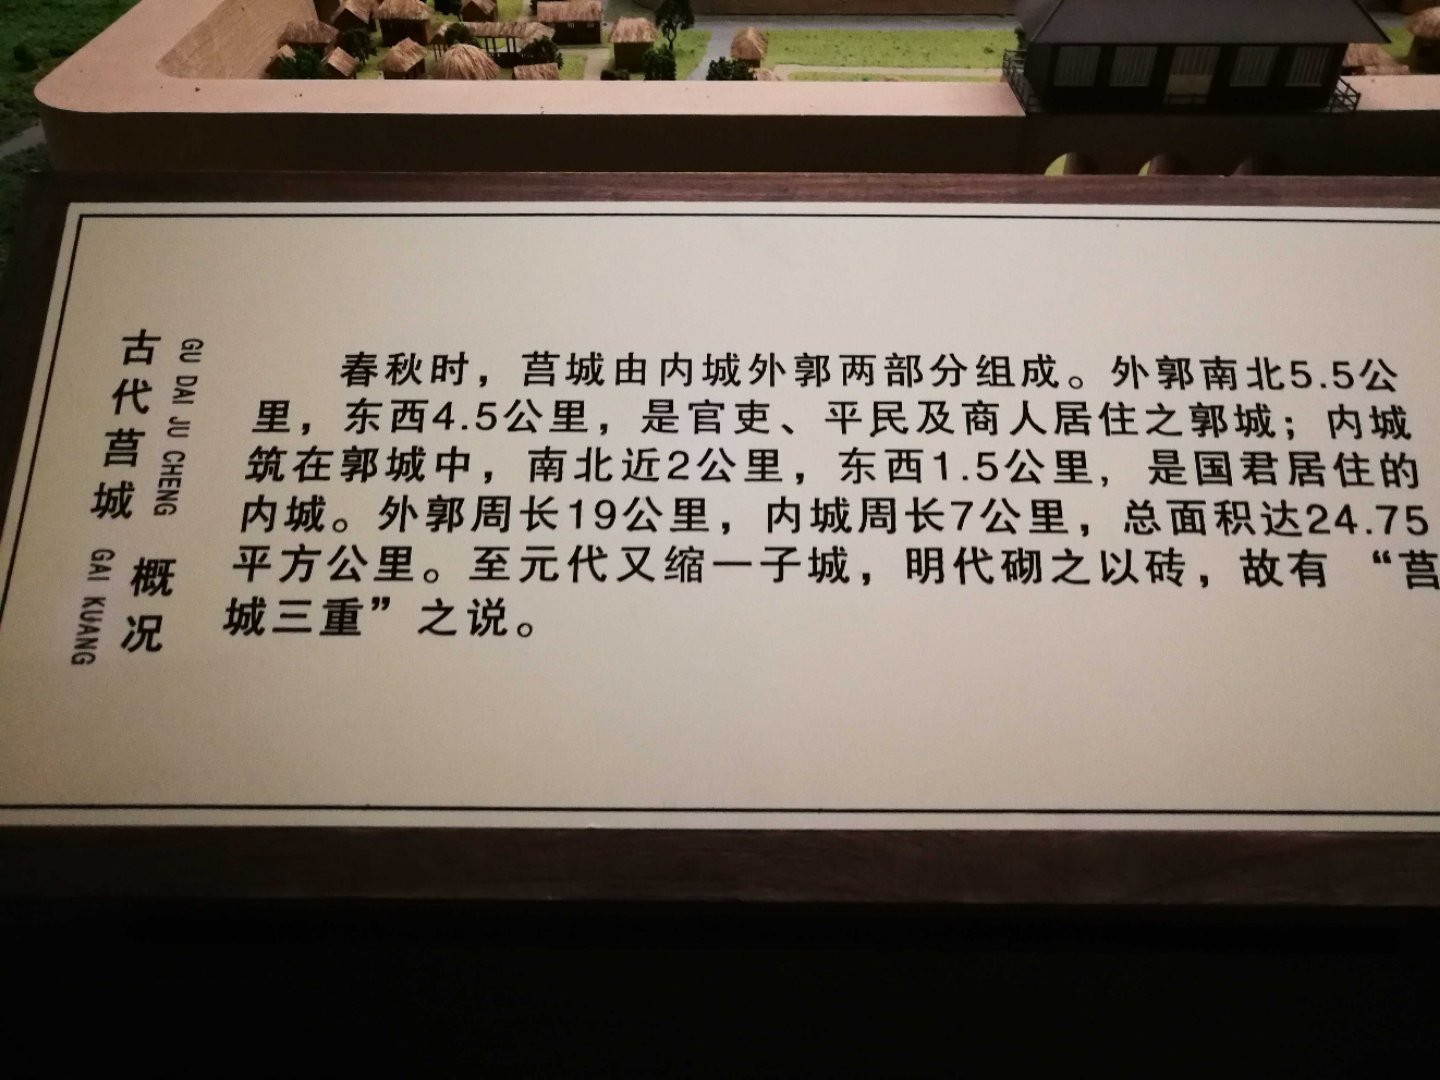 古代莒城 概况
GU DAI JU CHENG GAI KUANG
春秋时，莒城由内城外郭两部分组成。外郭南北5.5公
里，东西4.5公里，是官吏、平民及商人居住之郭城；内城
筑在郭城中，南北近2公里，东西1.5公里，是国君居住的
内城。外郭周长19公里，内城周长7公里，总面积达24.75
平方公里。至元代又缩一子城，明代砌之以砖，故有 “莒
城三重”之说。